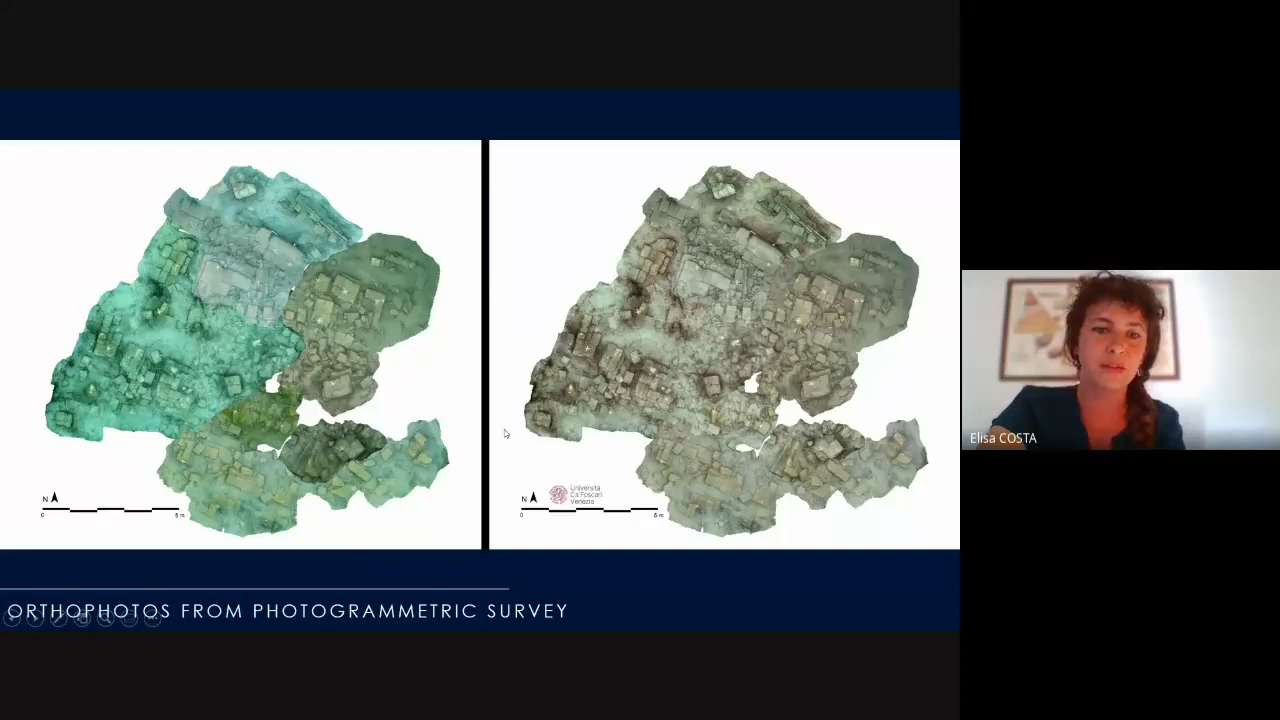 N
0
5 m
N
0
5 m
Università
Ca' Foscari
Venezia
ORTHOPHOTOS FROM PHOTOGRAMMETRIC SURVEY
Elisa COSTA